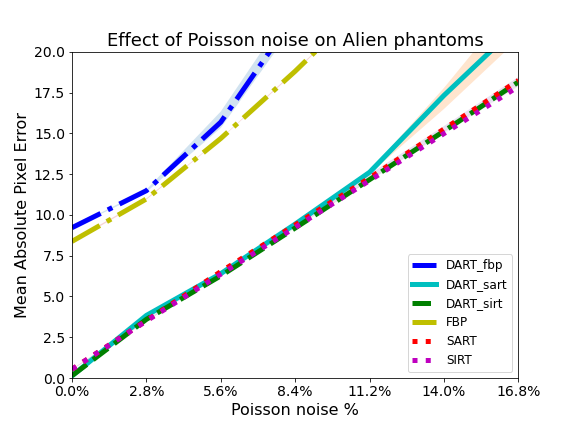 Effect of Poisson noise on Alien phantoms
Mean Absolute Pixel Error
20.0
17.5
15.0
12.5
10.0
7.5
5.0
2.5
0.0
DART_fbp
DART_sart
DART_sirt
FBP
SART
SIRT
0.0% 2.8% 5.6% 8.4% 11.2% 14.0% 16.8%
Poisson noise %